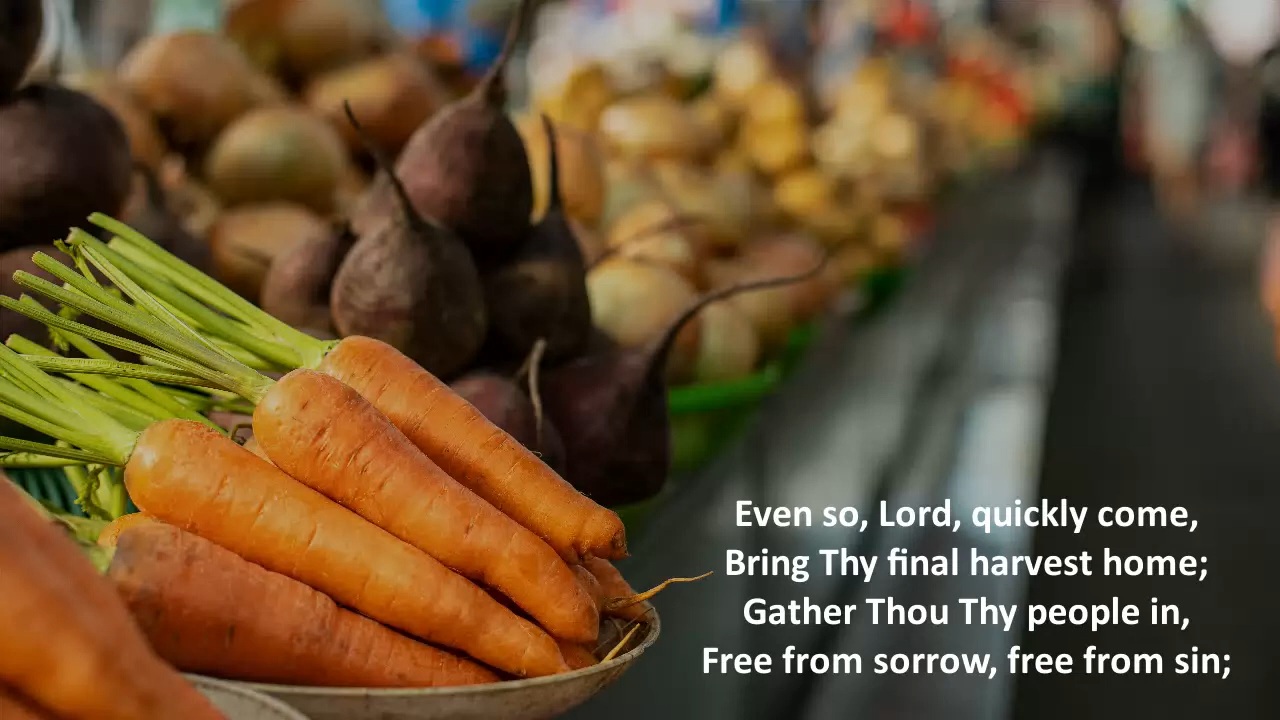 Even so, Lord, quickly come,
Bring Thy final harvest home;
Gather Thou Thy people in,
Free from sorrow, free from sin;